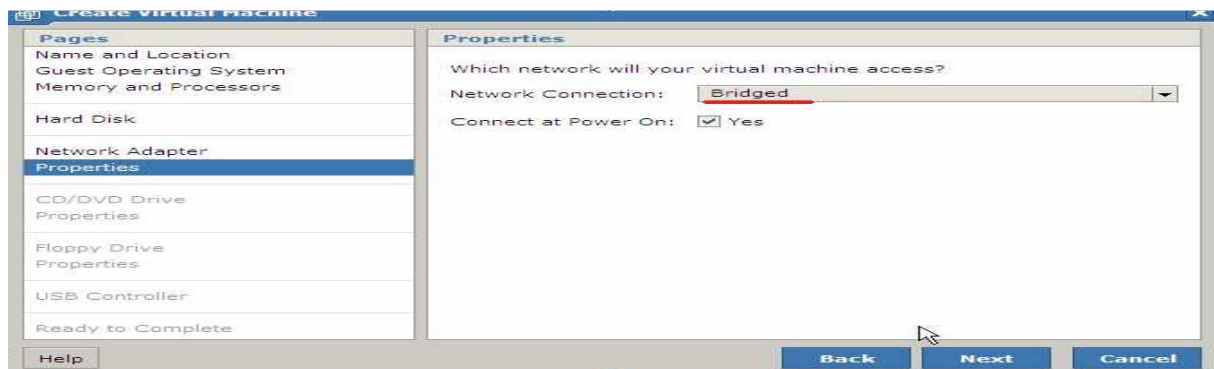 Create Virtual Machine
Pages
Name and Location
Guest Operating System
Memory and Processors
Hard Disk
Network Adapter
Properties
CD/DVD Drive
Properties
Floppy Drive
Properties
USB Controller
Ready to Complete
Properties
Which network will your virtual machine access?
Network Connection: Bridged
Connect at Power On: Yes
Help Back Next Cancel